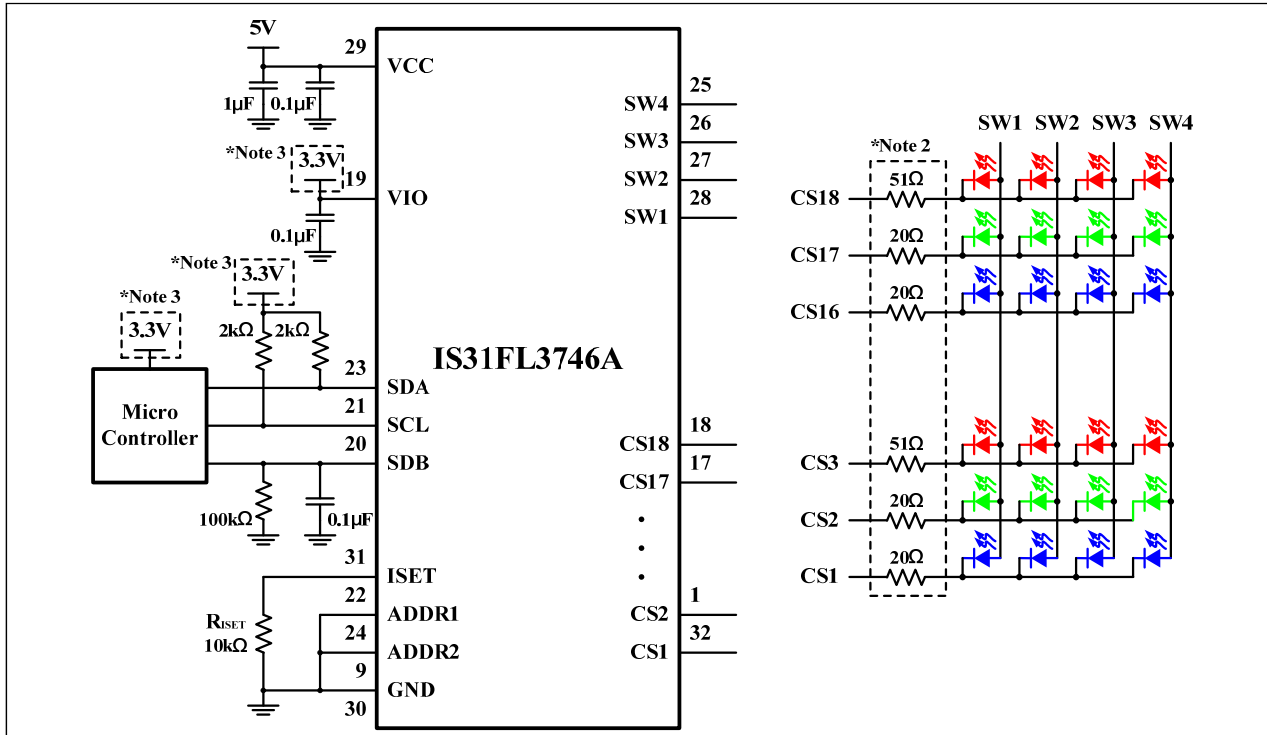 5V
29
VCC
1µF
0.1µF
*Note 3
3.3V
19
VIO
0.1µF
*Note 3
3.3V
*Note 3
3.3V
2kΩ
2kΩ
Micro
Controller
23
SDA
21
SCL
20
SDB
100kΩ
0.1µF
31
ISET
22
ADDR1
RISET
10kΩ
24
ADDR2
9
GND
30
IS31FL3746A
25
SW4
26
SW3
27
SW2
28
SW1
18
CS18
17
CS17
1
CS2
32
CS1
SW1 SW2 SW3 SW4
*Note 2
CS18
51Ω
CS17
20Ω
CS16
20Ω
CS3
51Ω
CS2
20Ω
CS1
20Ω